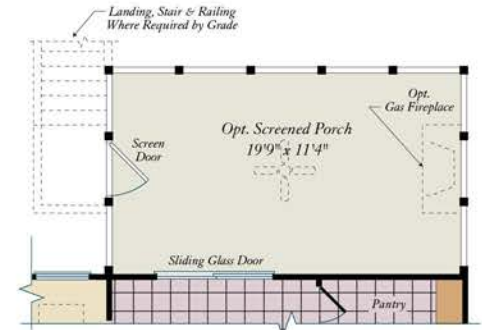 Landing, Stair & Railing
Where Required by Grade
Opt.
Gas Fireplace
Opt. Screened Porch
19'9" x 11'4"
Screen
Door
Sliding Glass Door
Pantry